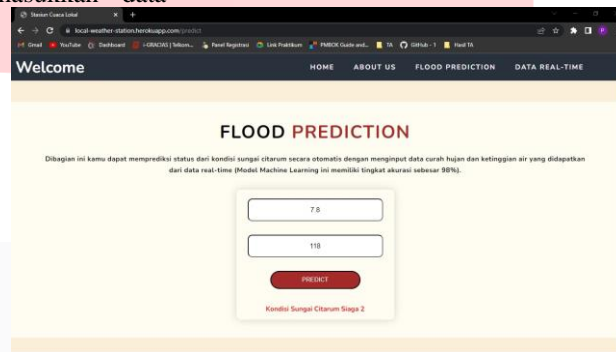 Stasiun Cuaca Lokal
local-weather-station.herokuapp.com/predict
Gmail YouTube Dashboard i-GRACIAS | Telkom... Panel Registrasi Link Praktikum PMBOK Guide and... TA GitHub - 1 Hasil TA
Welcome HOME ABOUT US FLOOD PREDICTION DATA REAL-TIME
FLOOD PREDICTION
Dibagian ini kamu dapat memprediksi status dari kondisi sungai citarum secara otomatis dengan menginput data curah hujan dan ketinggian air yang didapatkan
dari data real-time (Model Machine Learning ini memiliki tingkat akurasi sebesar 98%).
7.8
118
PREDICT
Kondisi Sungai Citarum Siaga 2